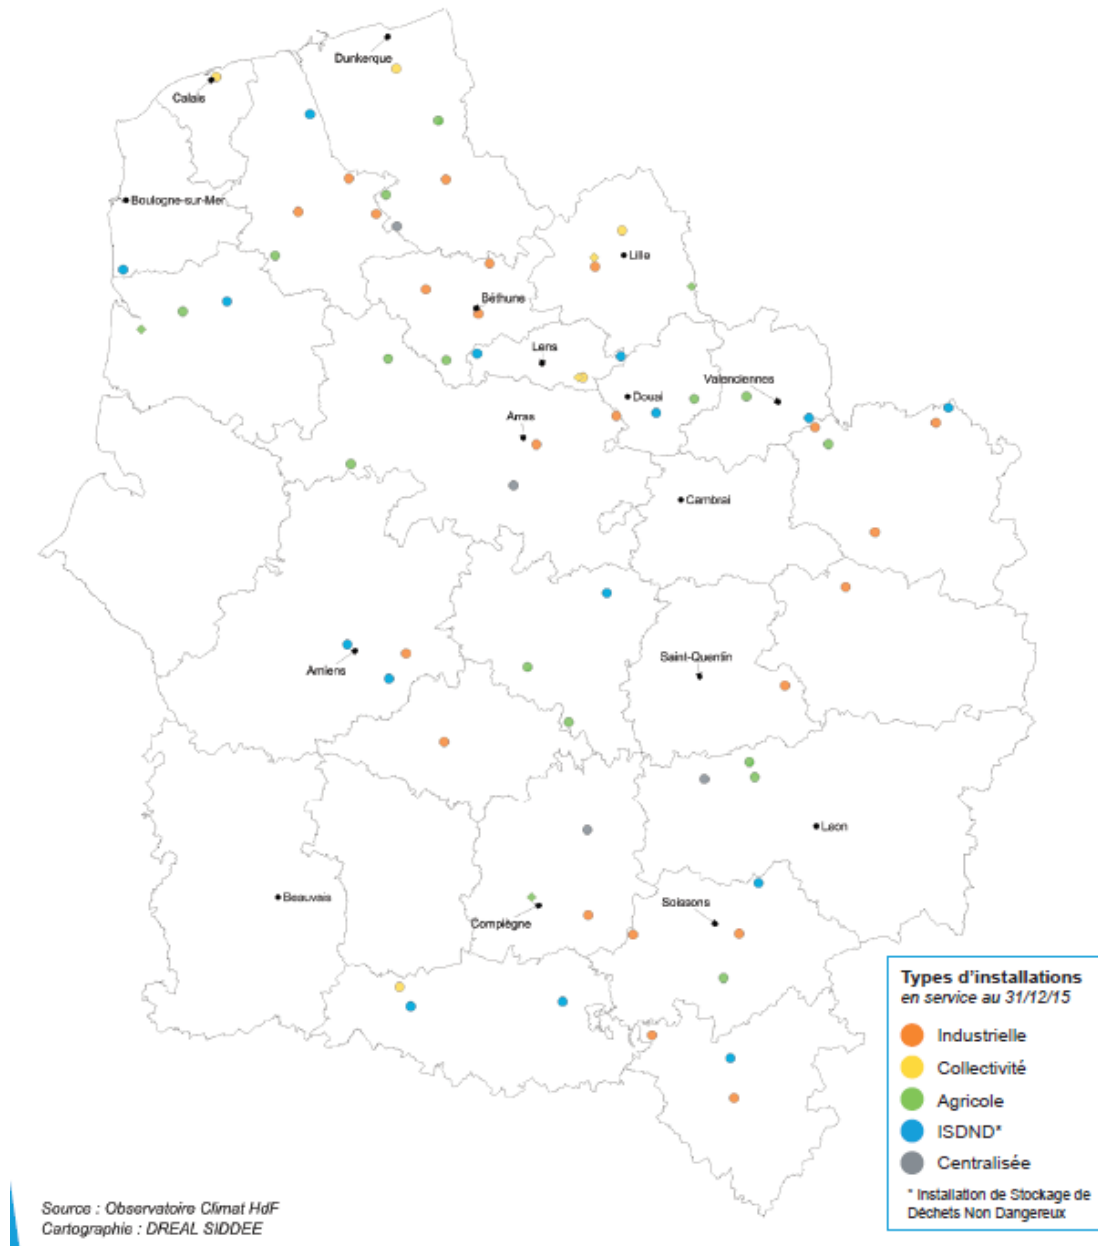 Dunkerque
Calais
Boulogne-sur-Mer
Lille
Béthune
Lens
Valenciennes
Douai
Arras
Cambrai
Saint-Quentin
Amiens
Laon
Beauvais
Soissons
Compiègne
Types d'installations
en service au 31/12/15
Industrielle
Collectivité
Agricole
ISDND*
Centralisée
* Installation de Stockage de
Déchets Non Dangereux
Source : Observatoire Climat HdF
Cartographie : DREAL SIDDEE